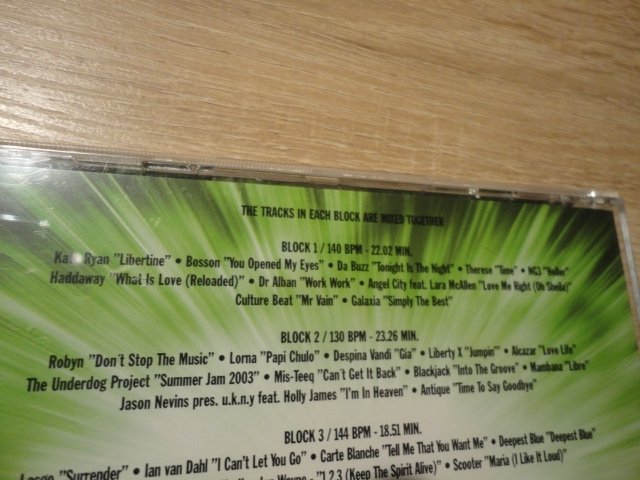 THE TRACKS IN EACH BLOCK ARE MIXED TOGETHER
BLOCK 1 / 140 BPM - 22.02 MIN.
Kate Ryan "Libertine" • Bosson "You Opened My Eyes" • Da Buzz "Tonight Is The Night" • Therese "Time" • NG3 "Holler"
Haddaway "What Is Love (Reloaded)" • Dr Alban "Work Work" • Angel City feat. Lara McAllen "Love Me Right (Oh Sheila)"
Culture Beat "Mr Vain" • Galaxia "Simply The Best"
BLOCK 2 / 130 BPM - 23.26 MIN.
Robyn "Don´t Stop The Music" • Lorna "Papi Chulo" • Despina Vandi "Gia" • Liberty X "Jumpin" • Alcazar "Love Life"
The Underdog Project "Summer Jam 2003" • Mis-Teeq "Can´t Get It Back" • Blackjack "Into The Groove" • Mambana "Libre"
Jason Nevins pres. u.k.n.y feat. Holly James "I´m In Heaven" • Antique "Time To Say Goodbye"
BLOCK 3 / 144 BPM - 18.51 MIN.
"Surrender" • Ian van Dahl "I Can´t Let You Go" • Carte Blanche "Tell Me That You Want Me" • Deepest Blue "Deepest Blue"
Wayne "1,2,3 (Keep The Spirit Alive)" • Scooter "Maria (I Like It Loud)"